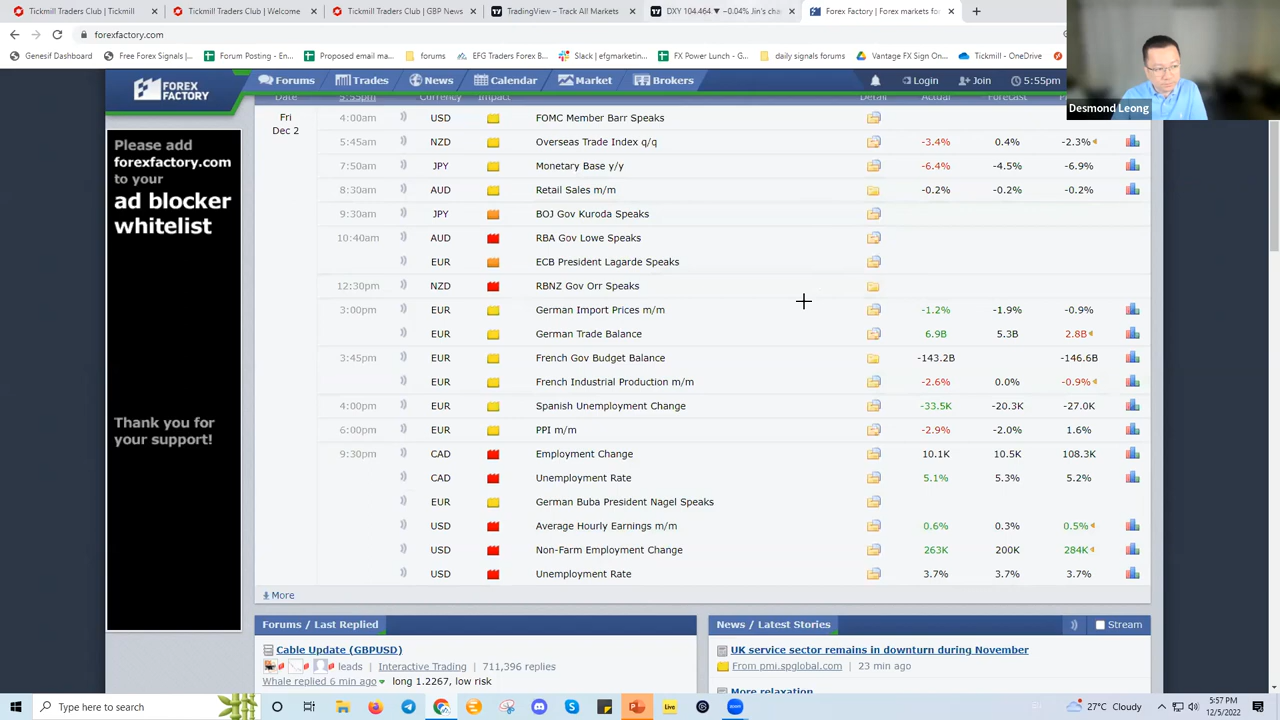 Tickmill Traders Club | Tickmill
Tickmill Traders Club | Welcome
Tickmill Traders Club | GBP News
TradingView – Track All Markets
DXY 104.464 ▼ −0.04% Jin's cha
Forex Factory | Forex markets fo
forexfactory.com
Genesif Dashboard
Free Forex Signals |...
Forum Posting - En...
Proposed email ma...
forums
EFG Traders Forex B...
Slack | efgmarketin...
FX Power Lunch - G...
daily signals forums
Vantage FX Sign On...
Tickmill - OneDrive
Desmond Leong
FOREX
FACTORY
Forums
Trades
News
Calendar
Market
Brokers
Login
Join
5:55pm
Date 5:55pm Currency Impact Detail Actual Forecast
Please add
forexfactory.com
to your
ad blocker
whitelist
Thank you for
your support!
Fri
Dec 2
4:00am USD FOMC Member Barr Speaks
5:45am NZD Overseas Trade Index q/q -3.4% 0.4% -2.3%
7:50am JPY Monetary Base y/y -6.4% -4.5% -6.9%
8:30am AUD Retail Sales m/m -0.2% -0.2% -0.2%
9:30am JPY BOJ Gov Kuroda Speaks
10:40am AUD RBA Gov Lowe Speaks
EUR ECB President Lagarde Speaks
12:30pm NZD RBNZ Gov Orr Speaks
3:00pm EUR German Import Prices m/m -1.2% -1.9% -0.9%
EUR German Trade Balance 6.9B 5.3B 2.8B
3:45pm EUR French Gov Budget Balance -143.2B -146.6B
EUR French Industrial Production m/m -2.6% 0.0% -0.9%
4:00pm EUR Spanish Unemployment Change -33.5K -20.3K -27.0K
6:00pm EUR PPI m/m -2.9% -2.0% 1.6%
9:30pm CAD Employment Change 10.1K 10.5K 108.3K
CAD Unemployment Rate 5.1% 5.3% 5.2%
EUR German Buba President Nagel Speaks
USD Average Hourly Earnings m/m 0.6% 0.3% 0.5%
USD Non-Farm Employment Change 263K 200K 284K
USD Unemployment Rate 3.7% 3.7% 3.7%
More
Forums / Last Replied
Cable Update (GBPUSD)
leads | Interactive Trading | 711,396 replies
Whale replied 6 min ago long 1.2267, low risk
News / Latest Stories
Stream
UK service sector remains in downturn during November
From pmi.spglobal.com | 23 min ago
More relaxation
Type here to search
Live
27°C Cloudy
5:57 PM
12/5/2022